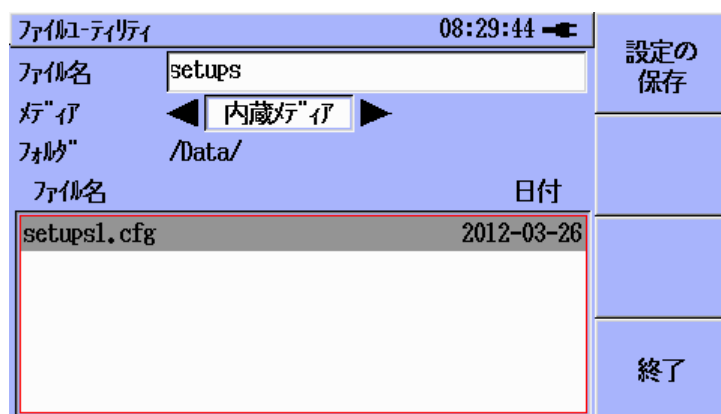 ファイルユーティリティ 08:29:44
ファイル名 setups
メディア 内蔵メディア
フォルダ /Data/
ファイル名 日付
setups1.cfg 2012-03-26
設定の
保存
終了